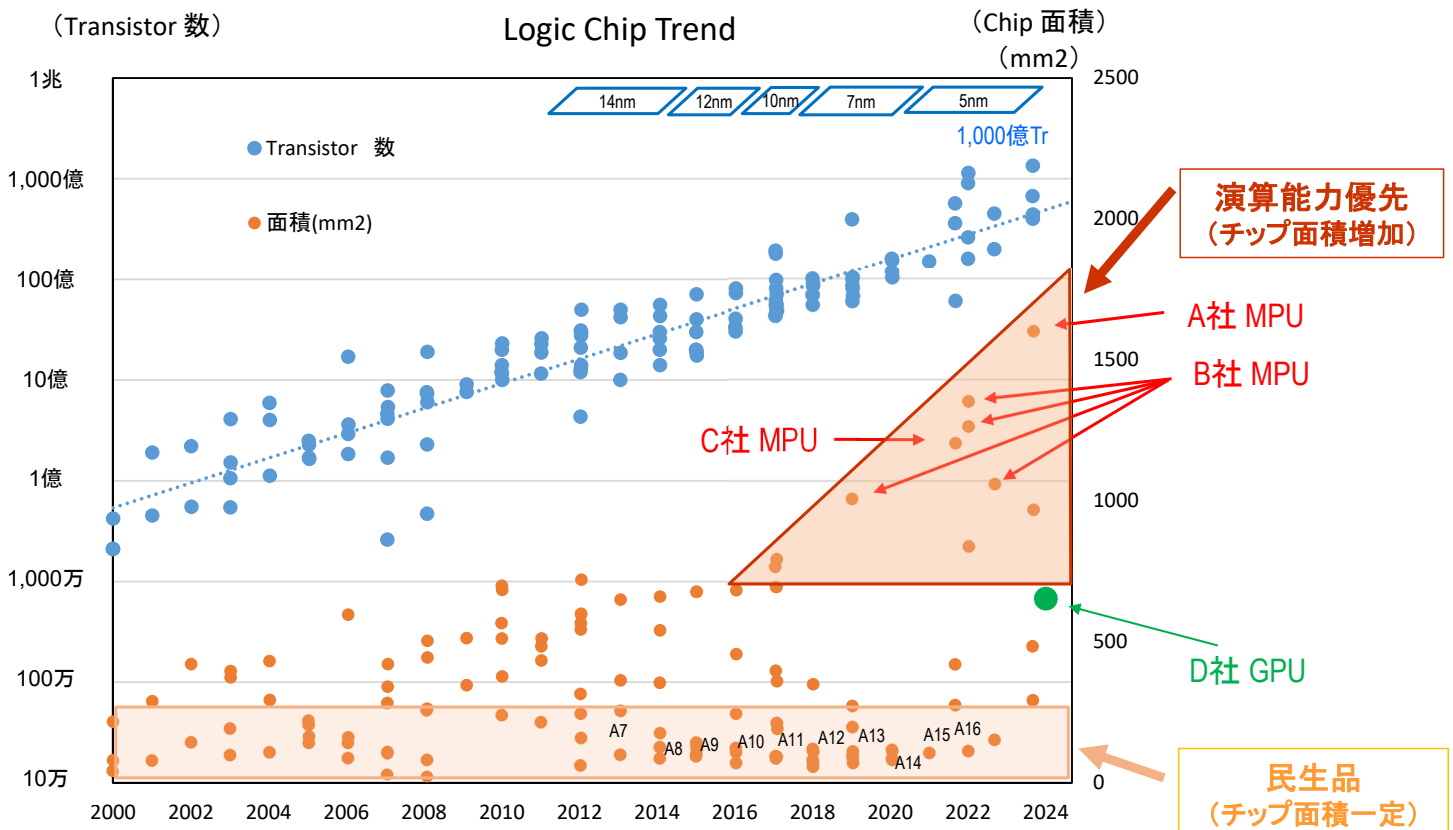 （Transistor 数）
Logic Chip Trend
（Chip 面積）
（mm2）
1兆
1,000億
100億
10億
1億
1,000万
100万
10万
2500
2000
1500
1000
500
0
14nm
12nm
10nm
7nm
5nm
1,000億Tr
Transistor 数
面積(mm2)
演算能力優先
（チップ面積増加）
A社 MPU
B社 MPU
C社 MPU
D社 GPU
A7
A8
A9
A10
A11
A12
A13
A14
A15
A16
民生品
（チップ面積一定）
2000
2002
2004
2006
2008
2010
2012
2014
2016
2018
2020
2022
2024